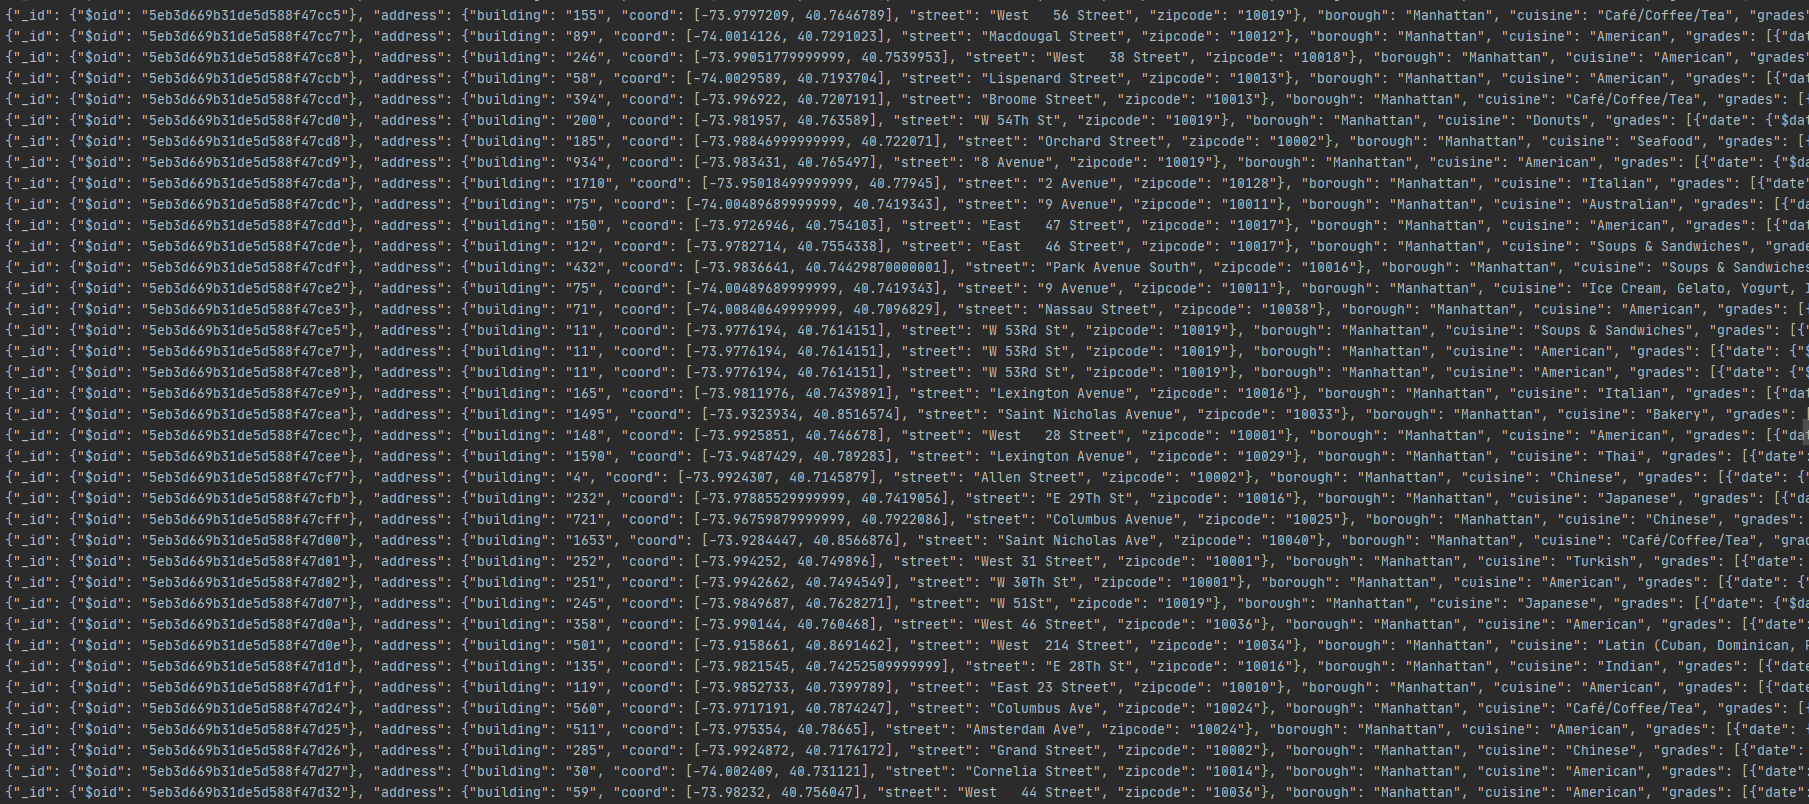 {"_id": {"$oid": "5eb3d669b31de5d588f47cc5"}, "address": {"building": "155", "coord": [-73.9797209, 40.7646789], "street": "West   56 Street", "zipcode": "10019"}, "borough": "Manhattan", "cuisine": "Café/Coffee/Tea", "grades"
{"_id": {"$oid": "5eb3d669b31de5d588f47cc7"}, "address": {"building": "89", "coord": [-74.0014126, 40.7291023], "street": "Macdougal Street", "zipcode": "10012"}, "borough": "Manhattan", "cuisine": "American", "grades": [{"date"
{"_id": {"$oid": "5eb3d669b31de5d588f47cc8"}, "address": {"building": "246", "coord": [-73.99051779999999, 40.7539953], "street": "West   38 Street", "zipcode": "10018"}, "borough": "Manhattan", "cuisine": "American", "grades"
{"_id": {"$oid": "5eb3d669b31de5d588f47ccb"}, "address": {"building": "58", "coord": [-74.0029589, 40.7193704], "street": "Lispenard Street", "zipcode": "10013"}, "borough": "Manhattan", "cuisine": "American", "grades": [{"dat
{"_id": {"$oid": "5eb3d669b31de5d588f47ccd"}, "address": {"building": "394", "coord": [-73.996922, 40.7207191], "street": "Broome Street", "zipcode": "10013"}, "borough": "Manhattan", "cuisine": "Café/Coffee/Tea", "grades": [
{"_id": {"$oid": "5eb3d669b31de5d588f47cd0"}, "address": {"building": "200", "coord": [-73.981957, 40.763589], "street": "W 54Th St", "zipcode": "10019"}, "borough": "Manhattan", "cuisine": "Donuts", "grades": [{"date": {"$dat
{"_id": {"$oid": "5eb3d669b31de5d588f47cd8"}, "address": {"building": "185", "coord": [-73.98846999999999, 40.722071], "street": "Orchard Street", "zipcode": "10002"}, "borough": "Manhattan", "cuisine": "Seafood", "grades": [
{"_id": {"$oid": "5eb3d669b31de5d588f47cd9"}, "address": {"building": "934", "coord": [-73.983431, 40.765497], "street": "8 Avenue", "zipcode": "10019"}, "borough": "Manhattan", "cuisine": "American", "grades": [{"date": {"$da
{"_id": {"$oid": "5eb3d669b31de5d588f47cda"}, "address": {"building": "1710", "coord": [-73.95018499999999, 40.77945], "street": "2 Avenue", "zipcode": "10128"}, "borough": "Manhattan", "cuisine": "Italian", "grades": [{"date"
{"_id": {"$oid": "5eb3d669b31de5d588f47cdc"}, "address": {"building": "75", "coord": [-74.00489689999999, 40.7419343], "street": "9 Avenue", "zipcode": "10011"}, "borough": "Manhattan", "cuisine": "Australian", "grades": [{"da
{"_id": {"$oid": "5eb3d669b31de5d588f47cdd"}, "address": {"building": "150", "coord": [-73.9726946, 40.754103], "street": "East   47 Street", "zipcode": "10017"}, "borough": "Manhattan", "cuisine": "American", "grades": [{"dat
{"_id": {"$oid": "5eb3d669b31de5d588f47cde"}, "address": {"building": "12", "coord": [-73.9782714, 40.7554338], "street": "East   46 Street", "zipcode": "10017"}, "borough": "Manhattan", "cuisine": "Soups & Sandwiches", "grade
{"_id": {"$oid": "5eb3d669b31de5d588f47cdf"}, "address": {"building": "432", "coord": [-73.9836641, 40.74429870000001], "street": "Park Avenue South", "zipcode": "10016"}, "borough": "Manhattan", "cuisine": "Soups & Sandwiches
{"_id": {"$oid": "5eb3d669b31de5d588f47ce2"}, "address": {"building": "75", "coord": [-74.00489689999999, 40.7419343], "street": "9 Avenue", "zipcode": "10011"}, "borough": "Manhattan", "cuisine": "Ice Cream, Gelato, Yogurt, I
{"_id": {"$oid": "5eb3d669b31de5d588f47ce3"}, "address": {"building": "71", "coord": [-74.00840649999999, 40.7096829], "street": "Nassau Street", "zipcode": "10038"}, "borough": "Manhattan", "cuisine": "American", "grades": [
{"_id": {"$oid": "5eb3d669b31de5d588f47ce5"}, "address": {"building": "11", "coord": [-73.9776194, 40.7614151], "street": "W 53Rd St", "zipcode": "10019"}, "borough": "Manhattan", "cuisine": "Soups & Sandwiches", "grades": [{"
{"_id": {"$oid": "5eb3d669b31de5d588f47ce7"}, "address": {"building": "11", "coord": [-73.9776194, 40.7614151], "street": "W 53Rd St", "zipcode": "10019"}, "borough": "Manhattan", "cuisine": "American", "grades": [{"date": {"$
{"_id": {"$oid": "5eb3d669b31de5d588f47ce8"}, "address": {"building": "11", "coord": [-73.9776194, 40.7614151], "street": "W 53Rd St", "zipcode": "10019"}, "borough": "Manhattan", "cuisine": "American", "grades": [{"date": {"$
{"_id": {"$oid": "5eb3d669b31de5d588f47ce9"}, "address": {"building": "165", "coord": [-73.9811976, 40.7439891], "street": "Lexington Avenue", "zipcode": "10016"}, "borough": "Manhattan", "cuisine": "Italian", "grades": [{"dat
{"_id": {"$oid": "5eb3d669b31de5d588f47cea"}, "address": {"building": "1495", "coord": [-73.9323934, 40.8516574], "street": "Saint Nicholas Avenue", "zipcode": "10033"}, "borough": "Manhattan", "cuisine": "Bakery", "grades": [
{"_id": {"$oid": "5eb3d669b31de5d588f47cec"}, "address": {"building": "148", "coord": [-73.9925851, 40.746678], "street": "West   28 Street", "zipcode": "10001"}, "borough": "Manhattan", "cuisine": "American", "grades": [{"dat
{"_id": {"$oid": "5eb3d669b31de5d588f47cee"}, "address": {"building": "1590", "coord": [-73.9487429, 40.789283], "street": "Lexington Avenue", "zipcode": "10029"}, "borough": "Manhattan", "cuisine": "Thai", "grades": [{"date":
{"_id": {"$oid": "5eb3d669b31de5d588f47cf7"}, "address": {"building": "4", "coord": [-73.9924307, 40.7145879], "street": "Allen Street", "zipcode": "10002"}, "borough": "Manhattan", "cuisine": "Chinese", "grades": [{"date": {"
{"_id": {"$oid": "5eb3d669b31de5d588f47cfb"}, "address": {"building": "232", "coord": [-73.97885529999999, 40.7419056], "street": "E 29Th St", "zipcode": "10016"}, "borough": "Manhattan", "cuisine": "Japanese", "grades": [{"da
{"_id": {"$oid": "5eb3d669b31de5d588f47cff"}, "address": {"building": "721", "coord": [-73.96759879999999, 40.7922086], "street": "Columbus Avenue", "zipcode": "10025"}, "borough": "Manhattan", "cuisine": "Chinese", "grades":
{"_id": {"$oid": "5eb3d669b31de5d588f47d00"}, "address": {"building": "1653", "coord": [-73.9284447, 40.8566876], "street": "Saint Nicholas Ave", "zipcode": "10040"}, "borough": "Manhattan", "cuisine": "Café/Coffee/Tea", "grad
{"_id": {"$oid": "5eb3d669b31de5d588f47d01"}, "address": {"building": "252", "coord": [-73.994252, 40.749896], "street": "West 31 Street", "zipcode": "10001"}, "borough": "Manhattan", "cuisine": "Turkish", "grades": [{"date":
{"_id": {"$oid": "5eb3d669b31de5d588f47d02"}, "address": {"building": "251", "coord": [-73.9942662, 40.7494549], "street": "W 30Th St", "zipcode": "10001"}, "borough": "Manhattan", "cuisine": "American", "grades": [{"date": {"
{"_id": {"$oid": "5eb3d669b31de5d588f47d07"}, "address": {"building": "245", "coord": [-73.9849687, 40.7628271], "street": "W 51St", "zipcode": "10019"}, "borough": "Manhattan", "cuisine": "Japanese", "grades": [{"date": {"$da
{"_id": {"$oid": "5eb3d669b31de5d588f47d0a"}, "address": {"building": "358", "coord": [-73.990144, 40.760468], "street": "West 46 Street", "zipcode": "10036"}, "borough": "Manhattan", "cuisine": "American", "grades": [{"date":
{"_id": {"$oid": "5eb3d669b31de5d588f47d0e"}, "address": {"building": "501", "coord": [-73.9158661, 40.8691462], "street": "West  214 Street", "zipcode": "10034"}, "borough": "Manhattan", "cuisine": "Latin (Cuban, Dominican, P
{"_id": {"$oid": "5eb3d669b31de5d588f47d1d"}, "address": {"building": "135", "coord": [-73.9821545, 40.74252509999999], "street": "E 28Th St", "zipcode": "10016"}, "borough": "Manhattan", "cuisine": "Indian", "grades": [{"date
{"_id": {"$oid": "5eb3d669b31de5d588f47d1f"}, "address": {"building": "119", "coord": [-73.9852733, 40.7399789], "street": "East 23 Street", "zipcode": "10010"}, "borough": "Manhattan", "cuisine": "American", "grades": [{"date
{"_id": {"$oid": "5eb3d669b31de5d588f47d24"}, "address": {"building": "560", "coord": [-73.9717191, 40.7874247], "street": "Columbus Ave", "zipcode": "10024"}, "borough": "Manhattan", "cuisine": "Café/Coffee/Tea", "grades": [
{"_id": {"$oid": "5eb3d669b31de5d588f47d25"}, "address": {"building": "511", "coord": [-73.975354, 40.78665], "street": "Amsterdam Ave", "zipcode": "10024"}, "borough": "Manhattan", "cuisine": "American", "grades": [{"date":
{"_id": {"$oid": "5eb3d669b31de5d588f47d26"}, "address": {"building": "285", "coord": [-73.9924872, 40.7176172], "street": "Grand Street", "zipcode": "10002"}, "borough": "Manhattan", "cuisine": "Chinese", "grades": [{"date":
{"_id": {"$oid": "5eb3d669b31de5d588f47d27"}, "address": {"building": "30", "coord": [-74.002409, 40.731121], "street": "Cornelia Street", "zipcode": "10014"}, "borough": "Manhattan", "cuisine": "American", "grades": [{"date":
{"_id": {"$oid": "5eb3d669b31de5d588f47d32"}, "address": {"building": "59", "coord": [-73.98232, 40.756047], "street": "West   44 Street", "zipcode": "10036"}, "borough": "Manhattan", "cuisine": "American", "grades": [{"date":